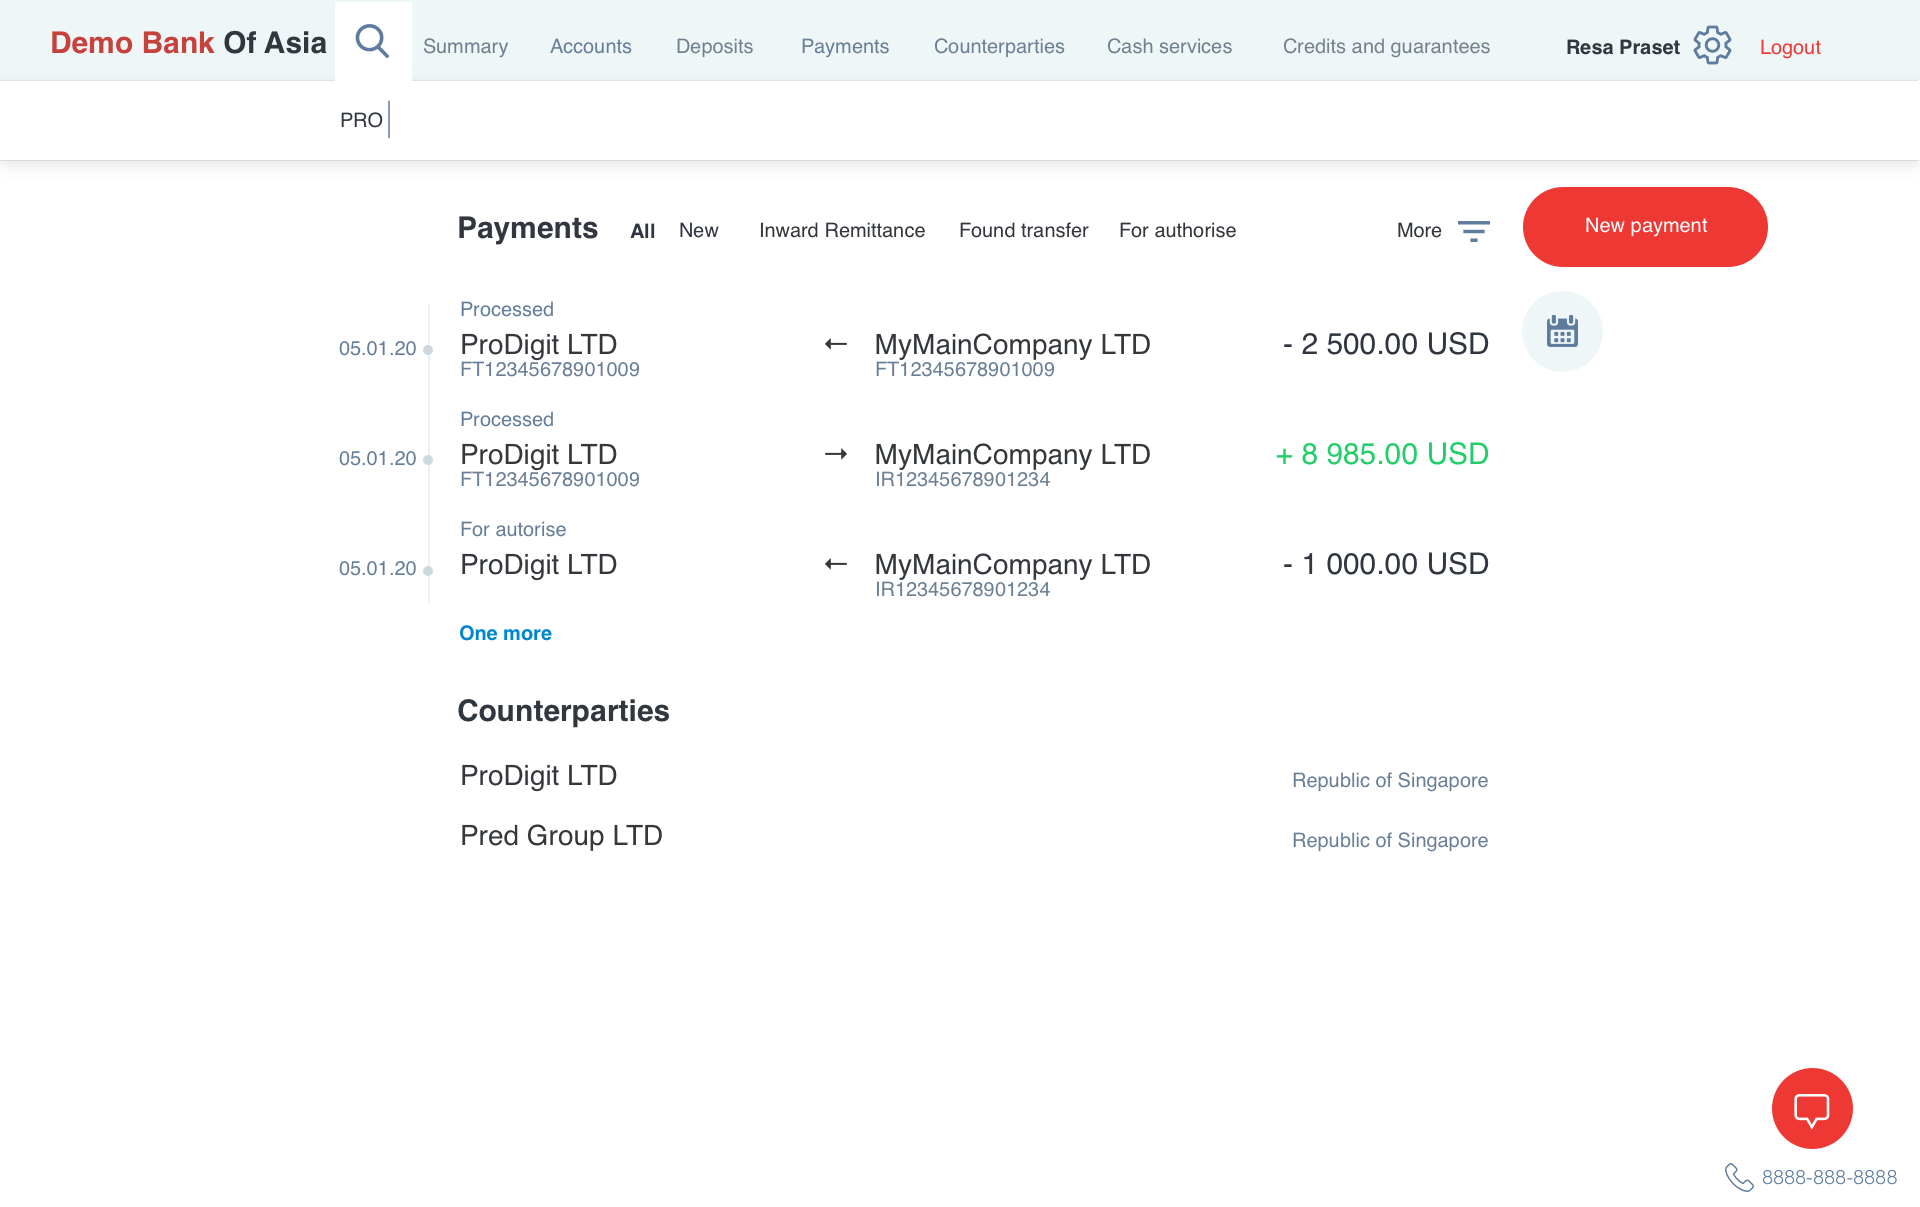 Demo Bank Of Asia Summary Accounts Deposits Payments Counterparties Cash services Credits and guarantees Resa Praset Logout
PRO
Payments All New Inward Remittance Found transfer For authorise More New payment
Processed
05.01.20 ProDigit LTD ← MyMainCompany LTD - 2 500.00 USD
FT12345678901009 FT12345678901009
Processed
05.01.20 ProDigit LTD → MyMainCompany LTD + 8 985.00 USD
FT12345678901009 IR12345678901234
For autorise
05.01.20 ProDigit LTD ← MyMainCompany LTD - 1 000.00 USD
IR12345678901234
One more
Counterparties
ProDigit LTD Republic of Singapore
Pred Group LTD Republic of Singapore
8888-888-8888